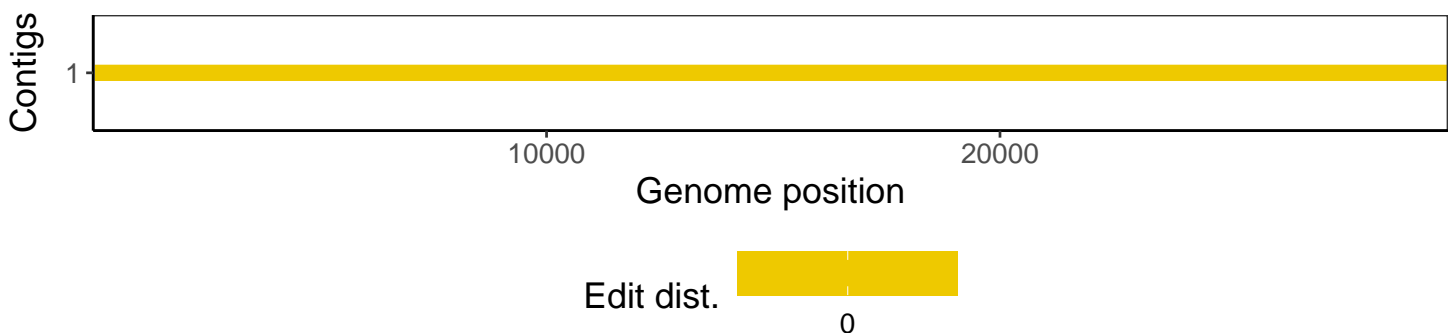 Contigs
1
10000 20000
Genome position
Edit dist.
0